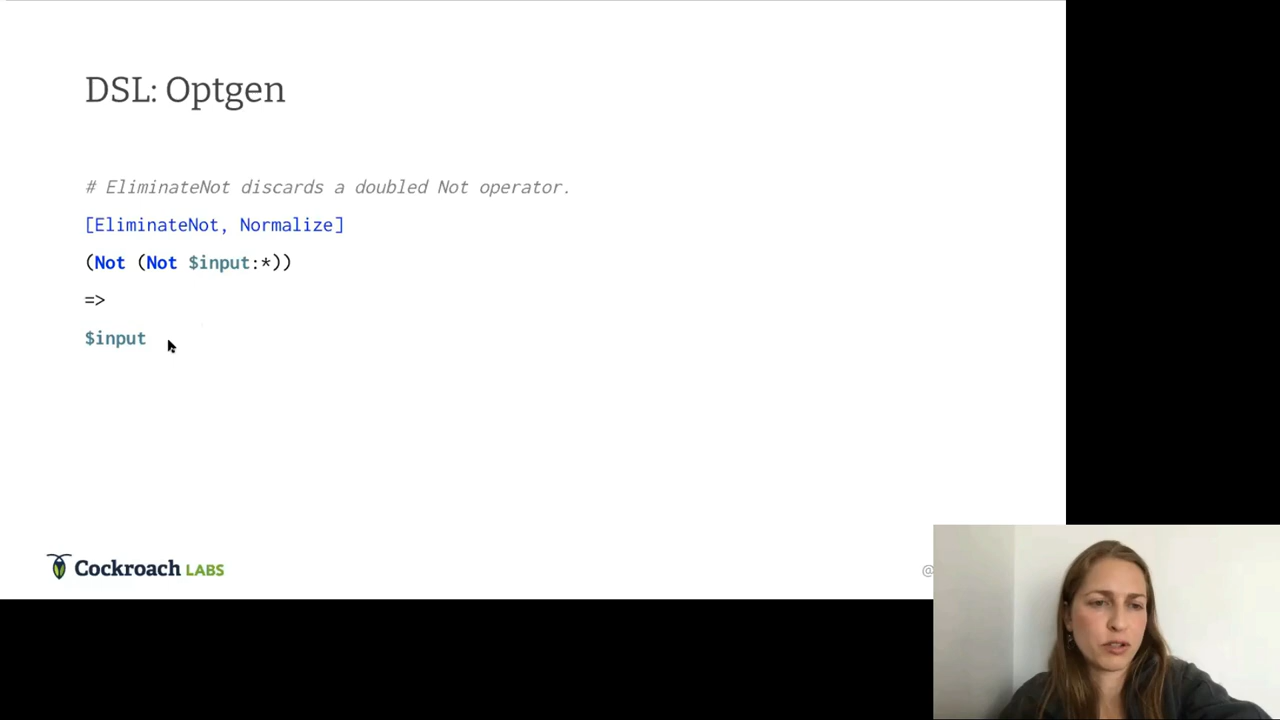 DSL: Optgen
# EliminateNot discards a doubled Not operator.
[EliminateNot, Normalize]
(Not (Not $input:*))
=>
$input
Cockroach LABS
@